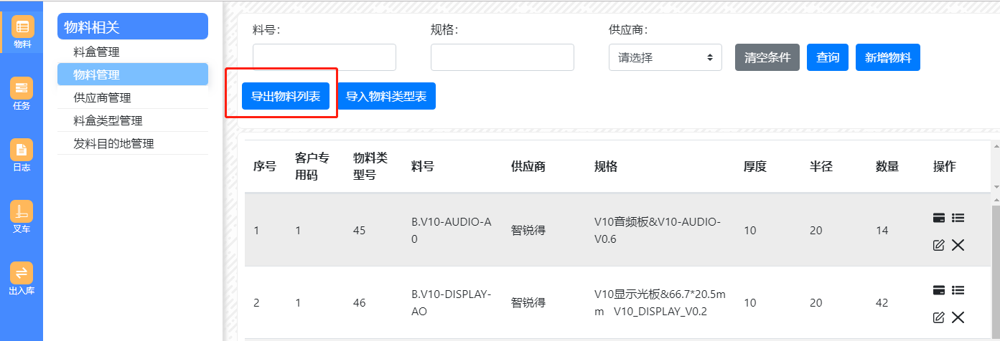 物料
任务
日志
叉车
出入库
物料相关
料盒管理
物料管理
供应商管理
料盒类型管理
发料目的地管理
料号:
规格:
供应商:
请选择
清空条件
查询
新增物料
导出物料列表
导入物料类型表
序号
客户专
用码
物料类
型号
料号
供应商
规格
厚度
半径
数量
操作
1
1
45
B.V10-AUDIO-A
0
智锐得
V10音频板&V10-AUDIO-
V0.6
10
20
14
2
1
46
B.V10-DISPLAY-
AO
智锐得
V10显示光板&66.7*20.5m
m V10_DISPLAY_V0.2
10
20
42